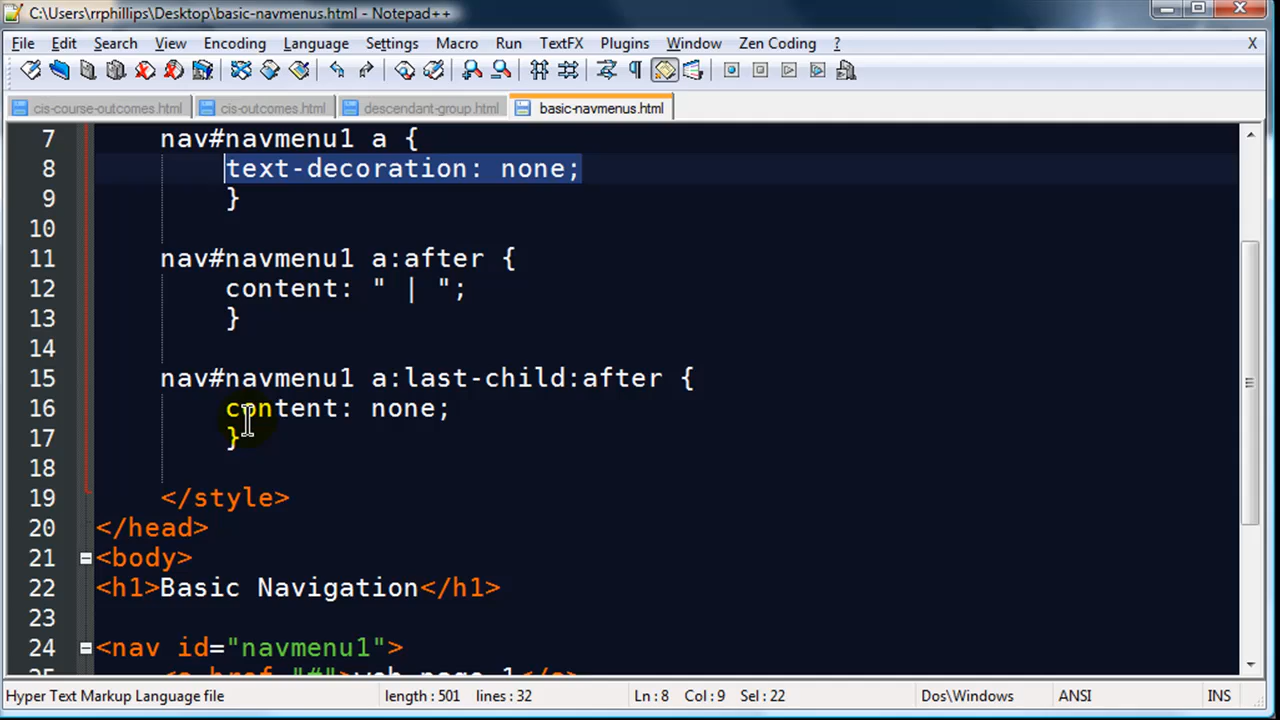 C:\Users\rrphillips\Desktop\basic-navmenus.html - Notepad++
File Edit Search View Encoding Language Settings Macro Run TextFX Plugins Window Zen Coding ? X
cis-course-outcomes.html cis-outcomes.html descendant-group.html basic-navmenus.html
7 nav#navmenu1 a {
8 text-decoration: none;
9 }
10
11 nav#navmenu1 a:after {
12 content: " | ";
13 }
14
15 nav#navmenu1 a:last-child:after {
16 content: none;
17 }
18
19 </style>
20 </head>
21 <body>
22 <h1>Basic Navigation</h1>
23
24 <nav id="navmenu1">
25 <a href "#">web page 1</a>
Hyper Text Markup Language file length : 501 lines : 32 Ln : 8 Col : 9 Sel : 22 Dos\Windows ANSI INS